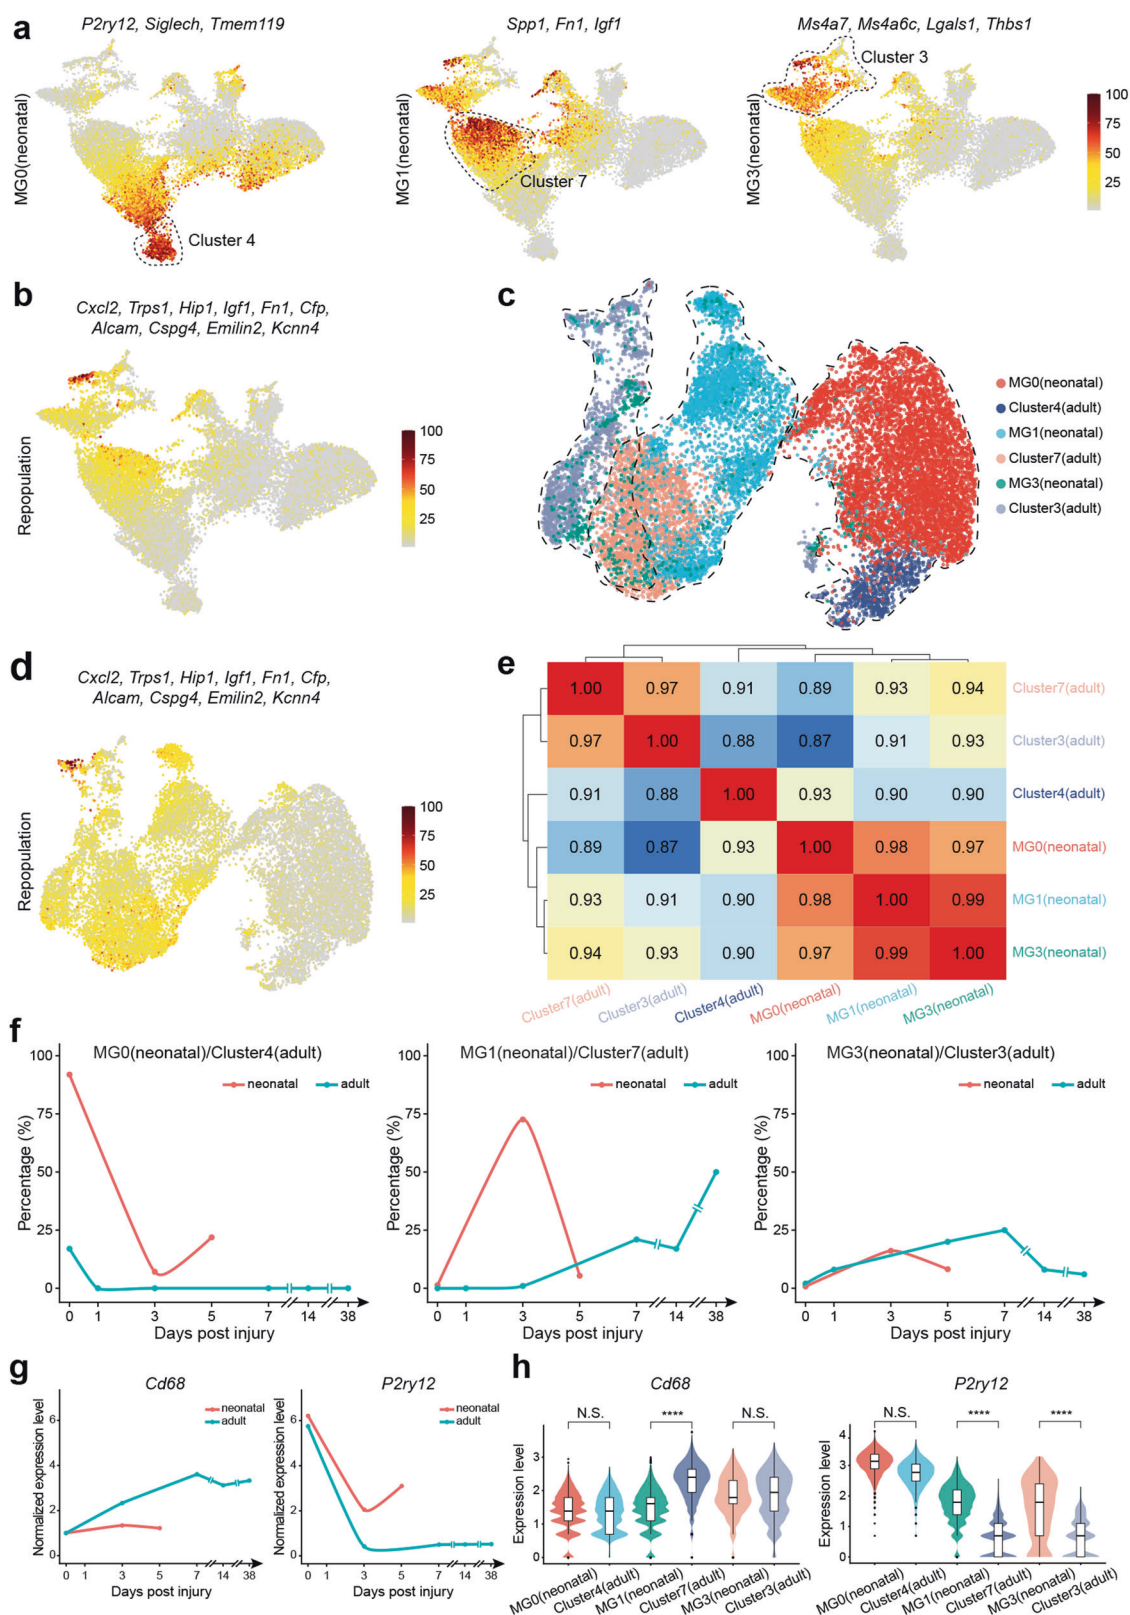 a
P2ry12, Siglech, Tmem119
MG0(neonatal)
Cluster 4
Spp1, Fn1, Igf1
MG1(neonatal)
Cluster 7
Ms4a7, Ms4a6c, Lgals1, Thbs1
MG3(neonatal)
Cluster 3
100
75
50
25
b
Cxcl2, Trps1, Hip1, Igf1, Fn1, Cfp,
Alcam, Cspg4, Emilin2, Kcnn4
Repopulation
100
75
50
25
c
MG0(neonatal)
Cluster4(adult)
MG1(neonatal)
Cluster7(adult)
MG3(neonatal)
Cluster3(adult)
d
Cxcl2, Trps1, Hip1, Igf1, Fn1, Cfp,
Alcam, Cspg4, Emilin2, Kcnn4
Repopulation
100
75
50
25
e
1.00 0.97 0.91 0.89 0.93 0.94 Cluster7(adult)
0.97 1.00 0.88 0.87 0.91 0.93 Cluster3(adult)
0.91 0.88 1.00 0.93 0.90 0.90 Cluster4(adult)
0.89 0.87 0.93 1.00 0.98 0.97 MG0(neonatal)
0.93 0.91 0.90 0.98 1.00 0.99 MG1(neonatal)
0.94 0.93 0.90 0.97 0.99 1.00 MG3(neonatal)
Cluster7(adult) Cluster3(adult) Cluster4(adult) MG0(neonatal) MG1(neonatal) MG3(neonatal)
f
MG0(neonatal)/Cluster4(adult)
neonatal adult
Percentage (%)
100
75
50
25
0
0 1 3 5 7 14 38
Days post injury
MG1(neonatal)/Cluster7(adult)
neonatal adult
Percentage (%)
100
75
50
25
0
0 1 3 5 7 14 38
Days post injury
MG3(neonatal)/Cluster3(adult)
neonatal adult
Percentage (%)
100
75
50
25
0
0 1 3 5 7 14 38
Days post injury
g
Cd68
neonatal
adult
Normalized expression level
6
4
2
0
0 1 3 5 7 14 38
Days post injury
P2ry12
neonatal
adult
Normalized expression level
6
4
2
0
0 1 3 5 7 14 38
Days post injury
h
Cd68
N.S. **** N.S.
Expression level
3
2
1
0
MG0(neonatal) Cluster4(adult) MG1(neonatal) Cluster7(adult) MG3(neonatal) Cluster3(adult)
P2ry12
N.S. **** ****
Expression level
4
3
2
1
0
MG0(neonatal) Cluster4(adult) MG1(neonatal) Cluster7(adult) MG3(neonatal) Cluster3(adult)